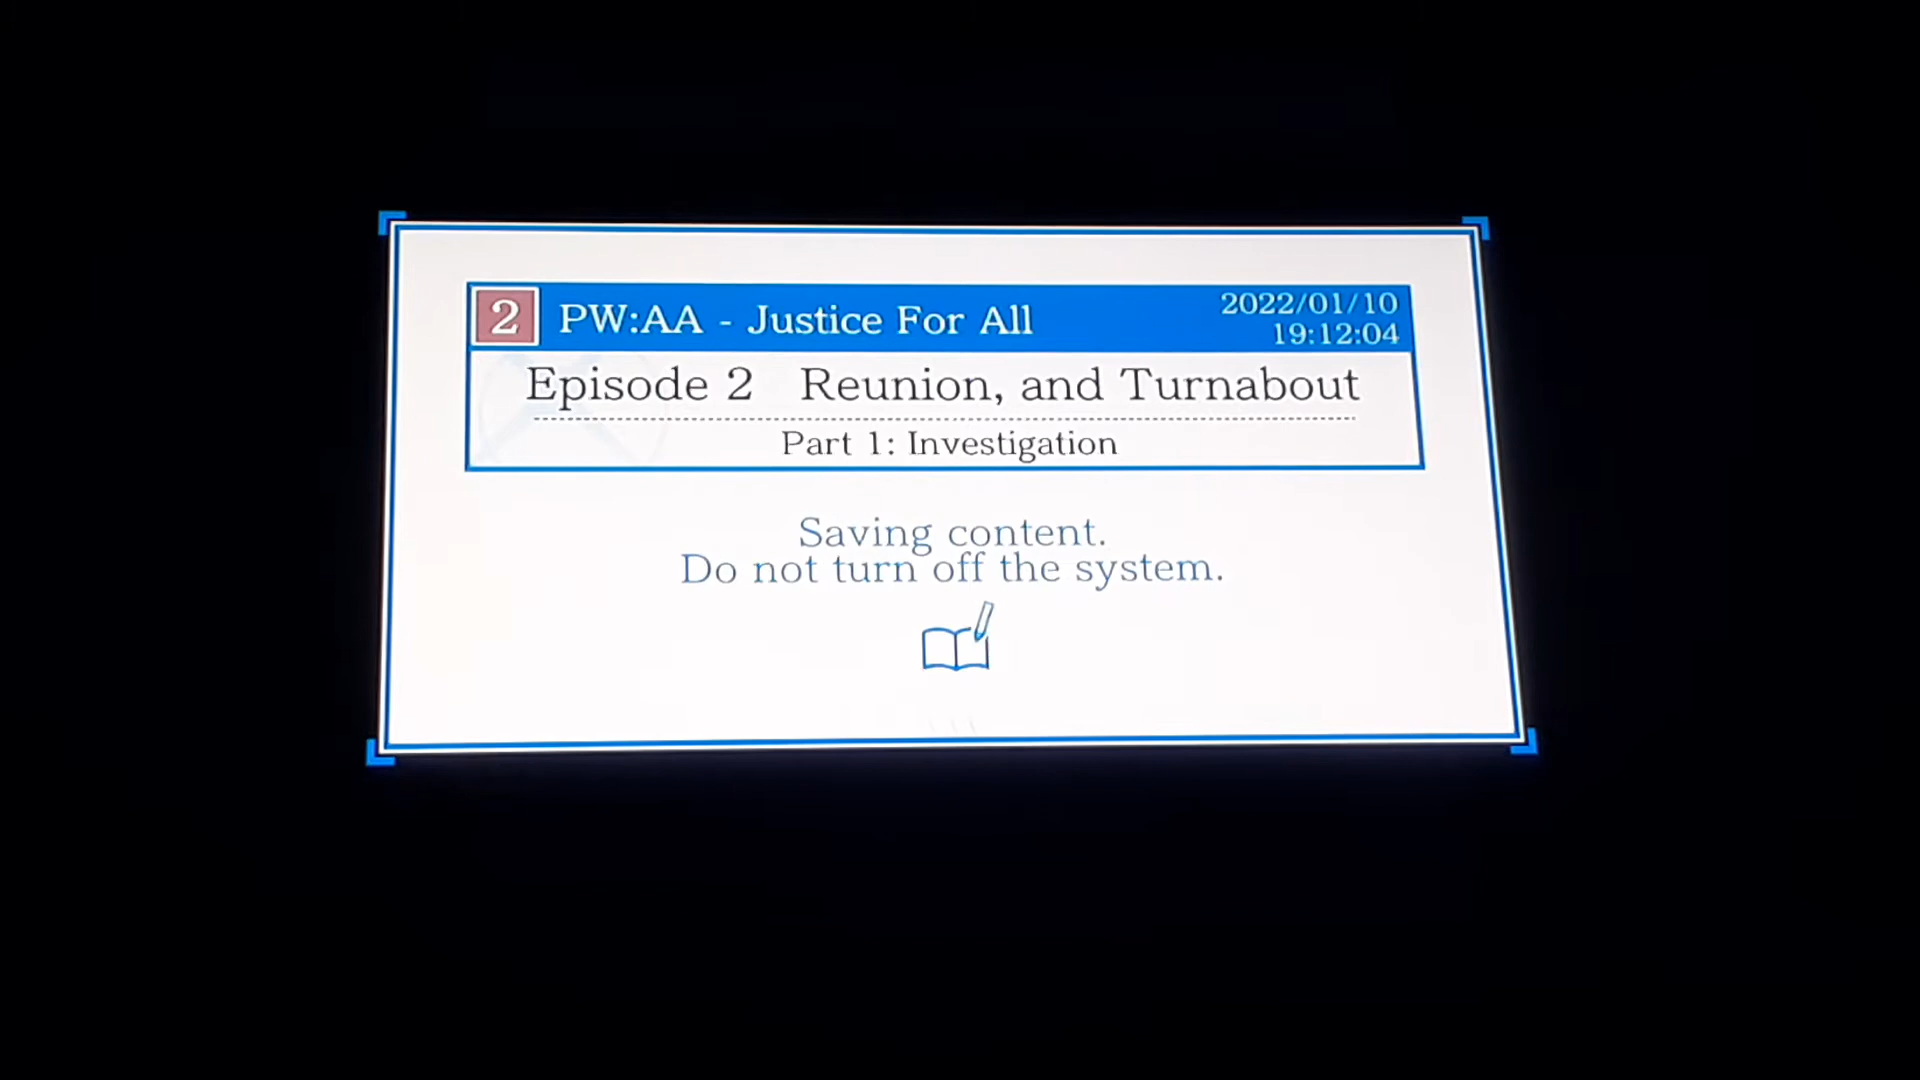 2 PW:AA - Justice For All
2022/01/10
19:12:04
Episode 2 Reunion, and Turnabout
Part 1: Investigation
Saving content.
Do not turn off the system.